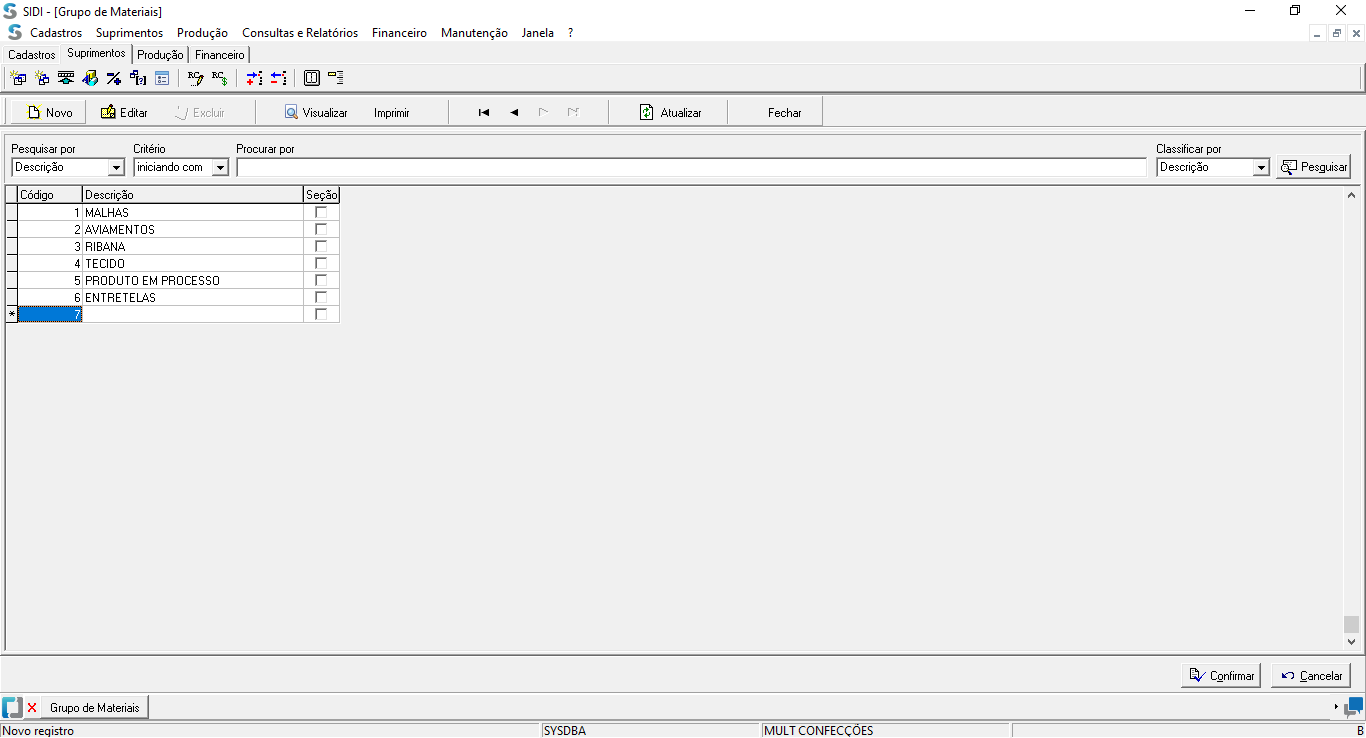 SIDI - [Grupo de Materiais]
Cadastros Suprimentos Produção Consultas e Relatórios Financeiro Manutenção Janela ?
Cadastros Suprimentos Produção Financeiro
RC RC$
Novo Editar Excluir Visualizar Imprimir Atualizar Fechar
Pesquisar por Critério Procurar por Classificar por
Descrição iniciando com Descrição Pesquisar
Código Descrição Seção
1 MALHAS
2 AVIAMENTOS
3 RIBANA
4 TECIDO
5 PRODUTO EM PROCESSO
6 ENTRETELAS
* 7
Confirmar Cancelar
Grupo de Materiais
Novo registro SYSDBA MULT CONFECÇÕES B